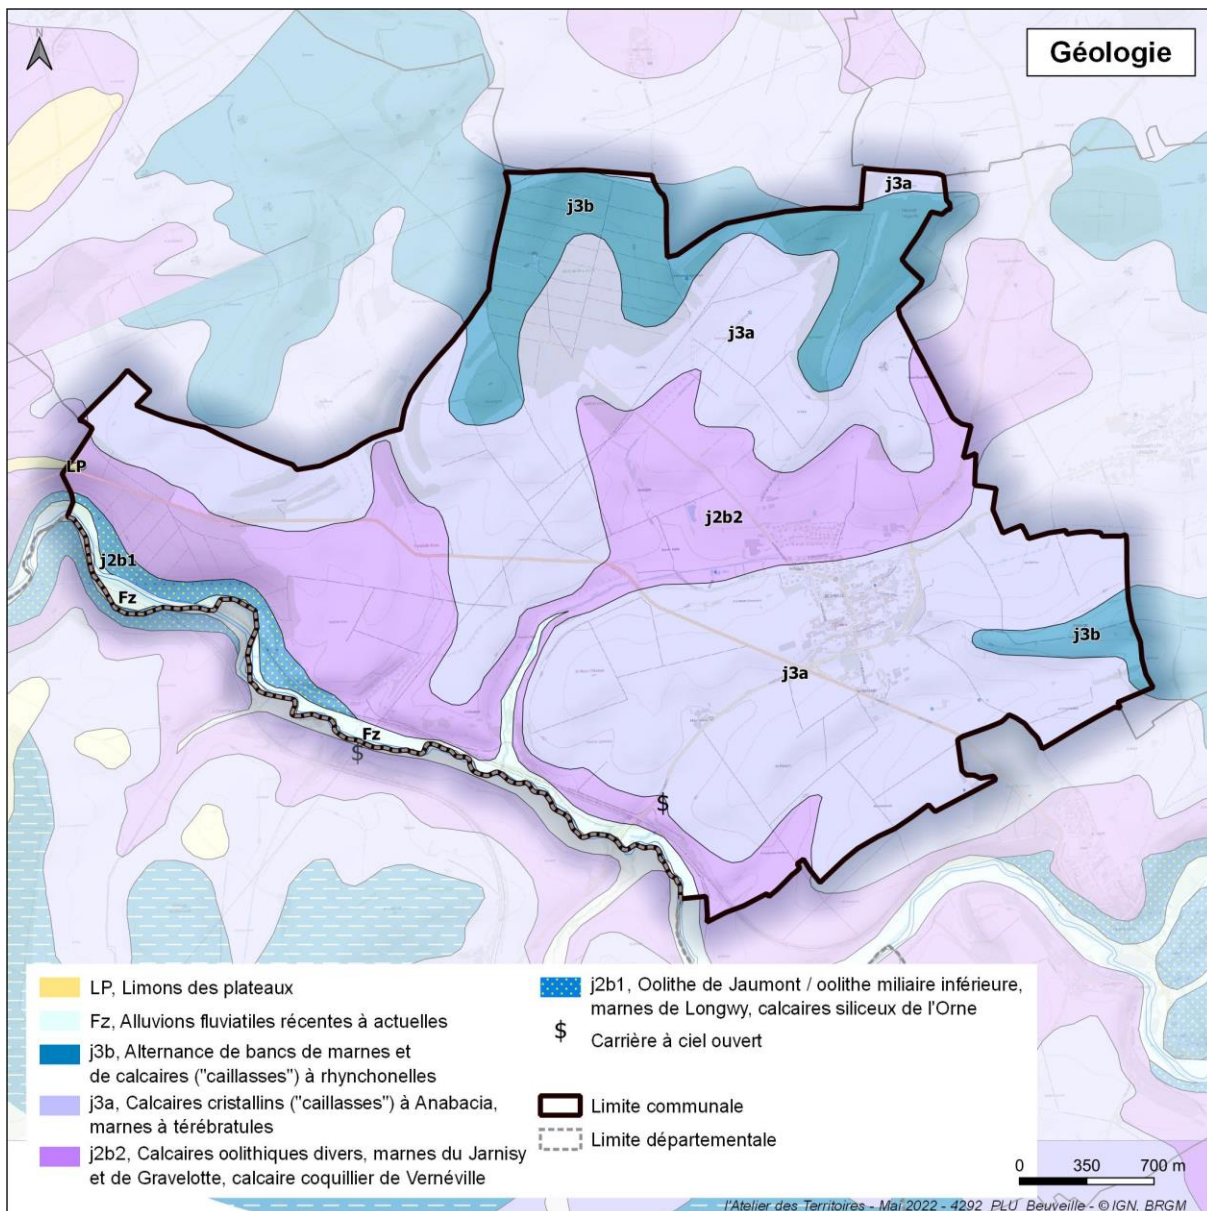 N
Géologie
j3a
j3b
j3a
LP
j2b2
j2b1
Fz
j3b
j3a
Fz
$
$
LP, Limons des plateaux
Fz, Alluvions fluviatiles récentes à actuelles
j3b, Alternance de bancs de marnes et
de calcaires ("caillasses") à rhynchonelles
j3a, Calcaires cristallins ("caillasses") à Anabacia,
marnes à térébratules
j2b2, Calcaires oolithiques divers, marnes du Jarnisy
et de Gravelotte, calcaire coquillier de Vernéville
j2b1, Oolithe de Jaumont / oolithe miliaire inférieure,
marnes de Longwy, calcaires siliceux de l'Orne
$ Carrière à ciel ouvert
Limite communale
Limite départementale
0 350 700 m
l'Atelier des Territoires - Mai 2022 - 4292_PLU_Beuveille - © IGN, BRGM